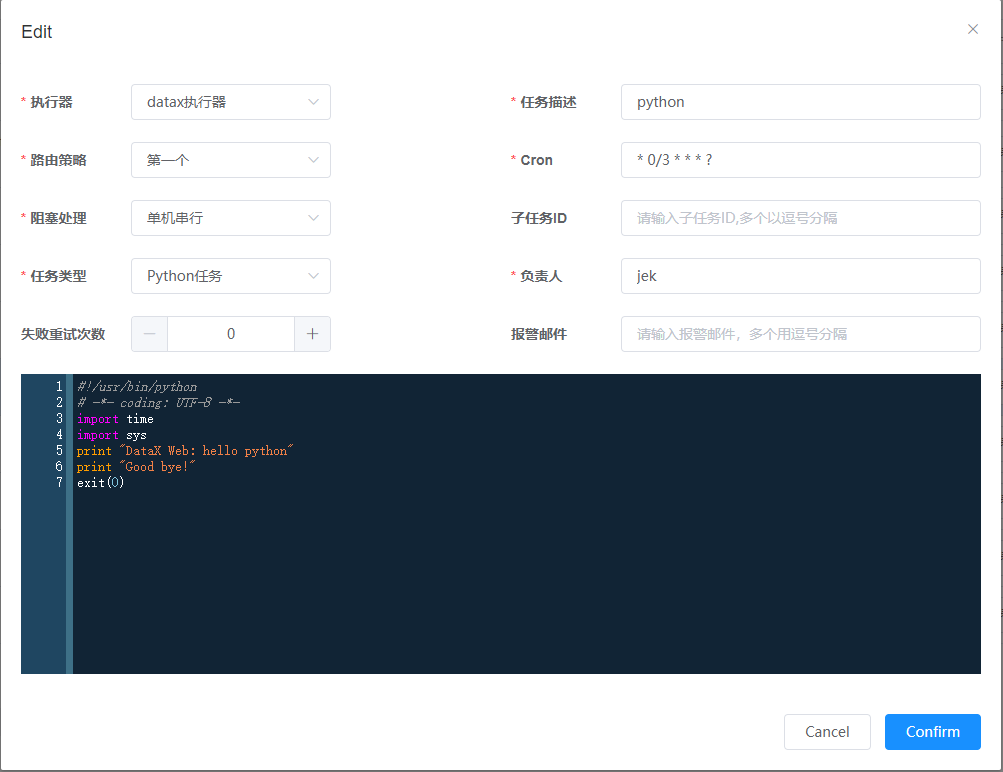 Edit
* 执行器 datax执行器 * 任务描述 python
* 路由策略 第一个 * Cron * 0/3 * * * ?
* 阻塞处理 单机串行 子任务ID 请输入子任务ID,多个以逗号分隔
* 任务类型 Python任务 * 负责人 jek
失败重试次数 0 报警邮件 请输入报警邮件，多个用逗号分隔
1 #!/usr/bin/python
2 # -*- coding: UTF-8 -*-
3 import time
4 import sys
5 print "DataX Web: hello python"
6 print "Good bye!"
7 exit(0)
Cancel Confirm